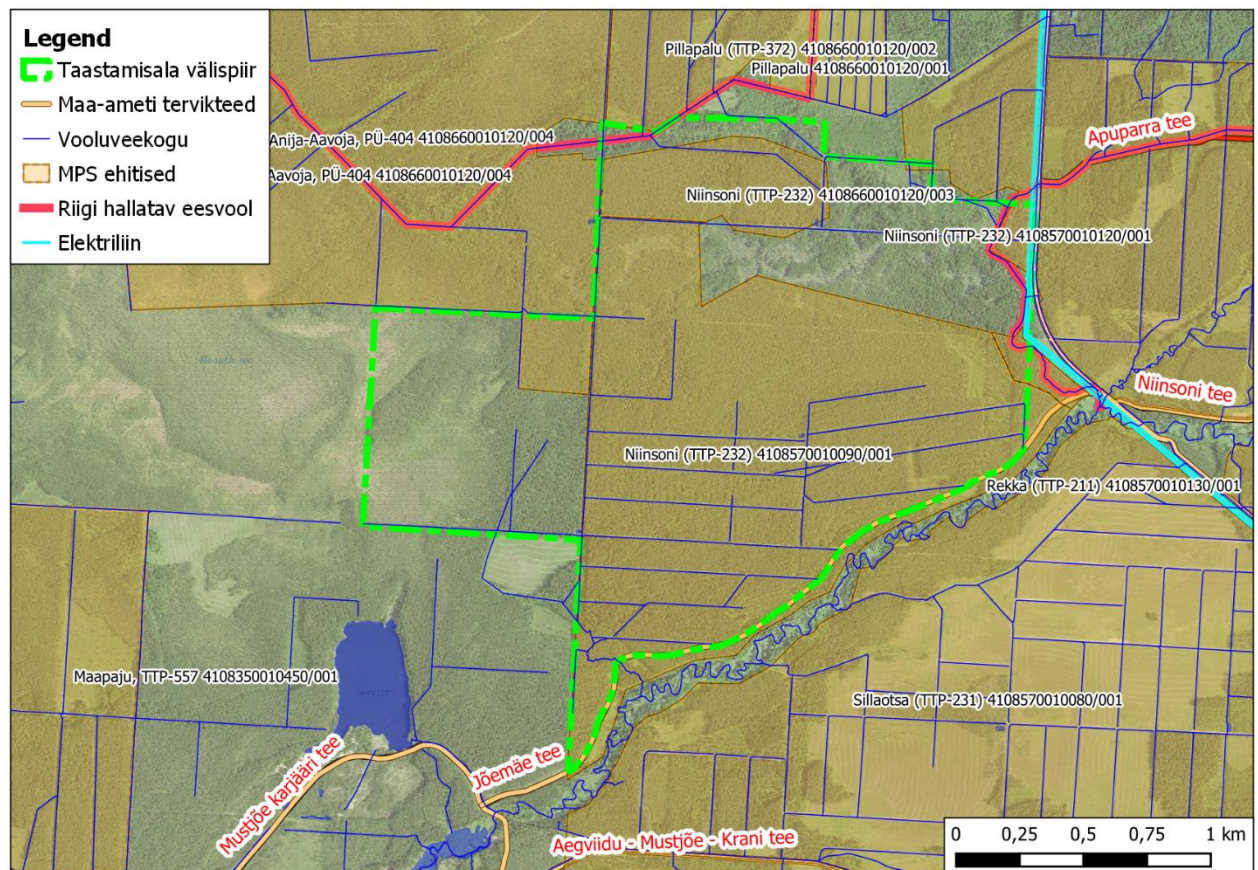 Legend
Taastamisala välispiir
Maa-ameti tervikteed
Vooluveekogu
MPS ehitised
Riigi hallatav eesvool
Elektriliin
Pillapalu (TTP-372) 4108660010120/002
Pillapalu 4108660010120/001
Anija-Aavoja, PÜ-404 4108660010120/004
Aavoja, PÜ-404 4108660010120/004
Apuparra tee
Niinsoni (TTP-232) 4108660010120/003
Niinsoni (TTP-232) 4108570010120/001
Niinsoni tee
Niinsoni (TTP-232) 4108570010090/001
Rekka (TTP-211) 4108570010130/001
Maapaju, TTP-557 4108350010450/001
Sillaotsa (TTP-231) 4108570010080/001
Mustjõe karjääri tee
Jõemäe tee
Aegviidu - Mustjõe - Krani tee
0 0,25 0,5 0,75 1 km